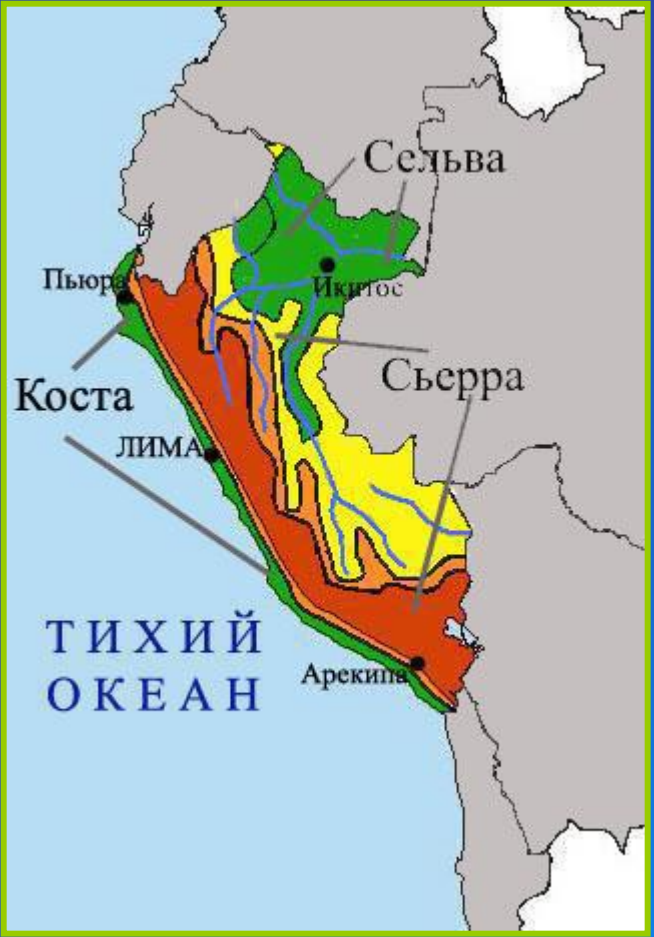 Сельва
Пьюра
Икитос
Сьерра
Коста
ЛИМА
ТИХИЙ
ОКЕАН
Арекипа